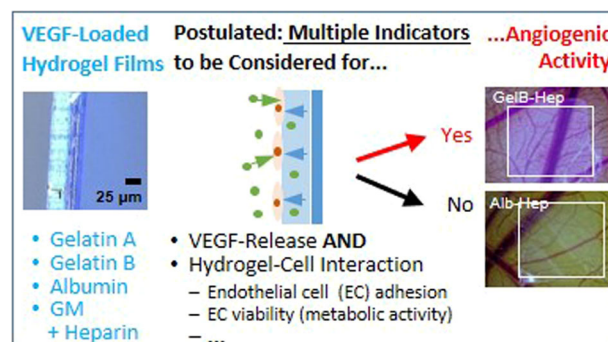 VEGF-Loaded
Hydrogel Films
25 µm
• Gelatin A
• Gelatin B
• Albumin
• GM
+ Heparin
Postulated: Multiple Indicators
to be Considered for...
• VEGF-Release AND
• Hydrogel-Cell Interaction
– Endothelial cell (EC) adhesion
– EC viability (metabolic activity)
– ...
Yes
No
...Angiogenic
Activity
GelB-Hep
Alb-Hep